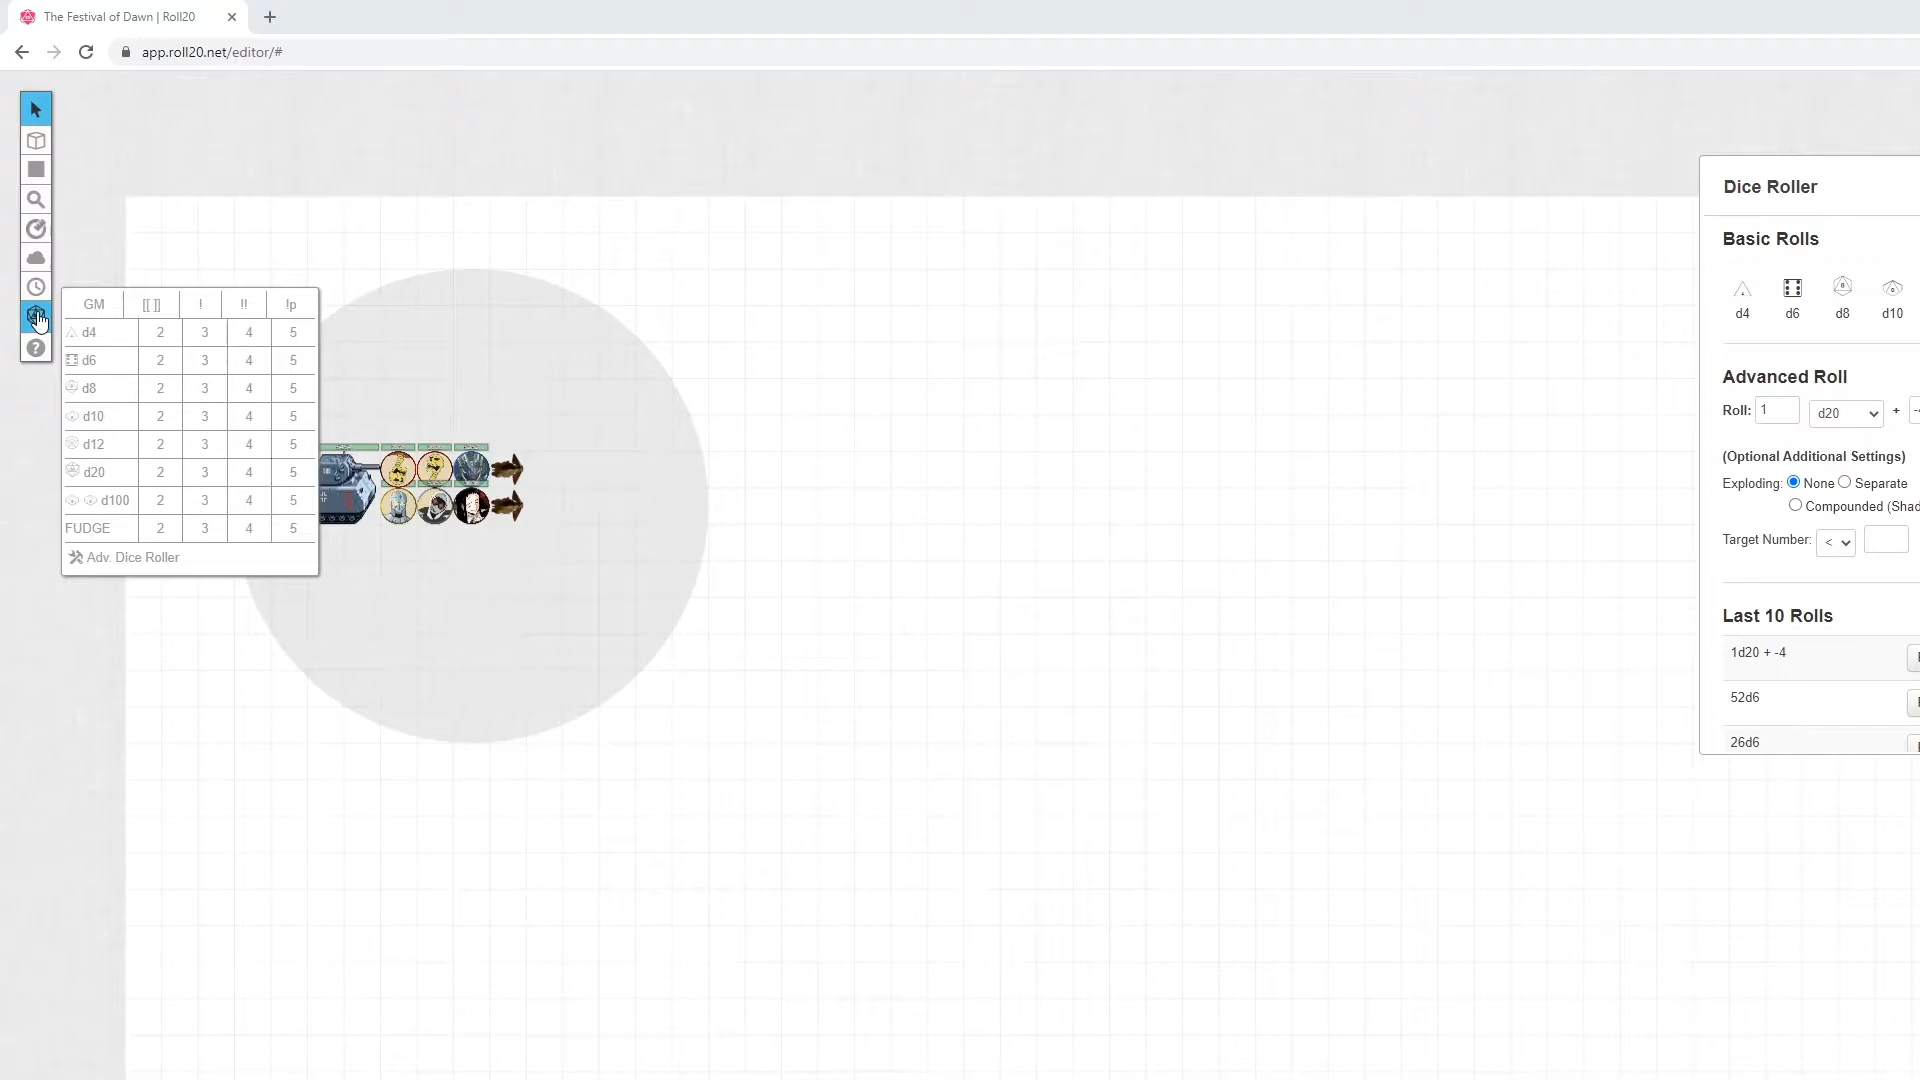 The Festival of Dawn | Roll20
app.roll20.net/editor/#
GM [[ ]] ! !! !p
d4 2 3 4 5
d6 2 3 4 5
d8 2 3 4 5
d10 2 3 4 5
d12 2 3 4 5
d20 2 3 4 5
d100 2 3 4 5
FUDGE 2 3 4 5
Adv. Dice Roller
Dice Roller
Basic Rolls
d4 d6 d8 d10
Advanced Roll
Roll: 1 d20 + -
(Optional Additional Settings)
Exploding: None Separate
Compounded (Shad
Target Number: <
Last 10 Rolls
1d20 + -4
52d6
26d6